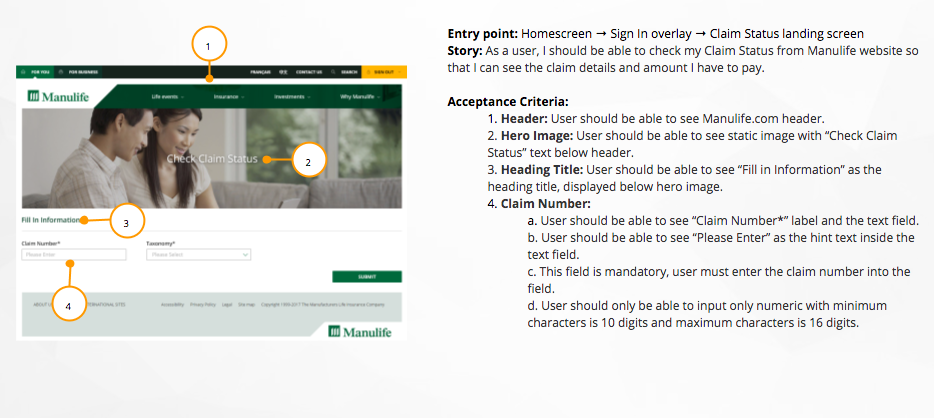 1
FOR YOU FOR BUSINESS FRANÇAIS 中文 CONTACT US SEARCH SIGN OUT
Manulife Life events Insurance Investments Why Manulife
Check Claim Status
2
Fill In Information
3
Claim Number* Taxonomy*
Please Enter Please Select
SUBMIT
4
ABOUT INTERNATIONAL SITES Accessibility Privacy Policy Legal Site map Copyright 1999-2017 The Manufacturers Life Insurance Company
Manulife
Entry point: Homescreen → Sign In overlay → Claim Status landing screen
Story: As a user, I should be able to check my Claim Status from Manulife website so
that I can see the claim details and amount I have to pay.
Acceptance Criteria:
1. Header: User should be able to see Manulife.com header.
2. Hero Image: User should be able to see static image with “Check Claim
Status” text below header.
3. Heading Title: User should be able to see “Fill in Information” as the
heading title, displayed below hero image.
4. Claim Number:
a. User should be able to see “Claim Number*” label and the text field.
b. User should be able to see “Please Enter” as the hint text inside the
text field.
c. This field is mandatory, user must enter the claim number into the
field.
d. User should only be able to input only numeric with minimum
characters is 10 digits and maximum characters is 16 digits.